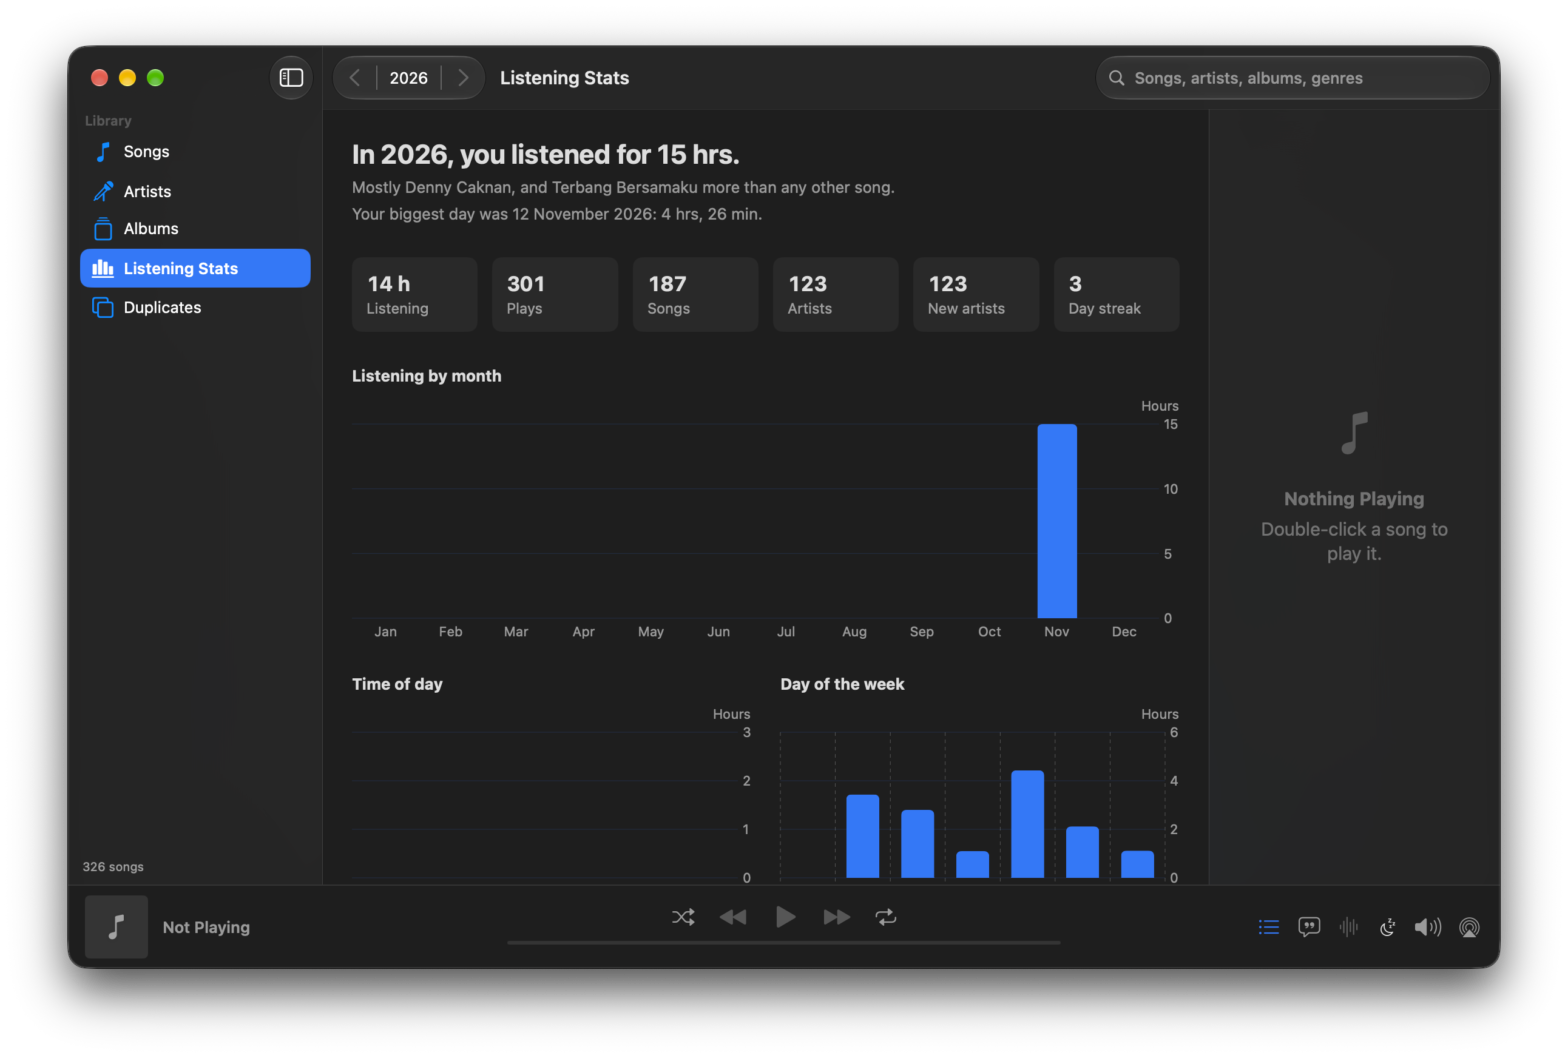 2026
Listening Stats
Songs, artists, albums, genres
Library
Songs
Artists
Albums
Listening Stats
Duplicates
326 songs
In 2026, you listened for 15 hrs.
Mostly Denny Caknan, and Terbang Bersamaku more than any other song.
Your biggest day was 12 November 2026: 4 hrs, 26 min.
14 h
Listening
301
Plays
187
Songs
123
Artists
123
New artists
3
Day streak
Listening by month
Hours
15
10
5
0
Jan Feb Mar Apr May Jun Jul Aug Sep Oct Nov Dec
Time of day
Hours
3
2
1
0
Day of the week
Hours
6
4
2
0
Nothing Playing
Double-click a song to
play it.
Not Playing